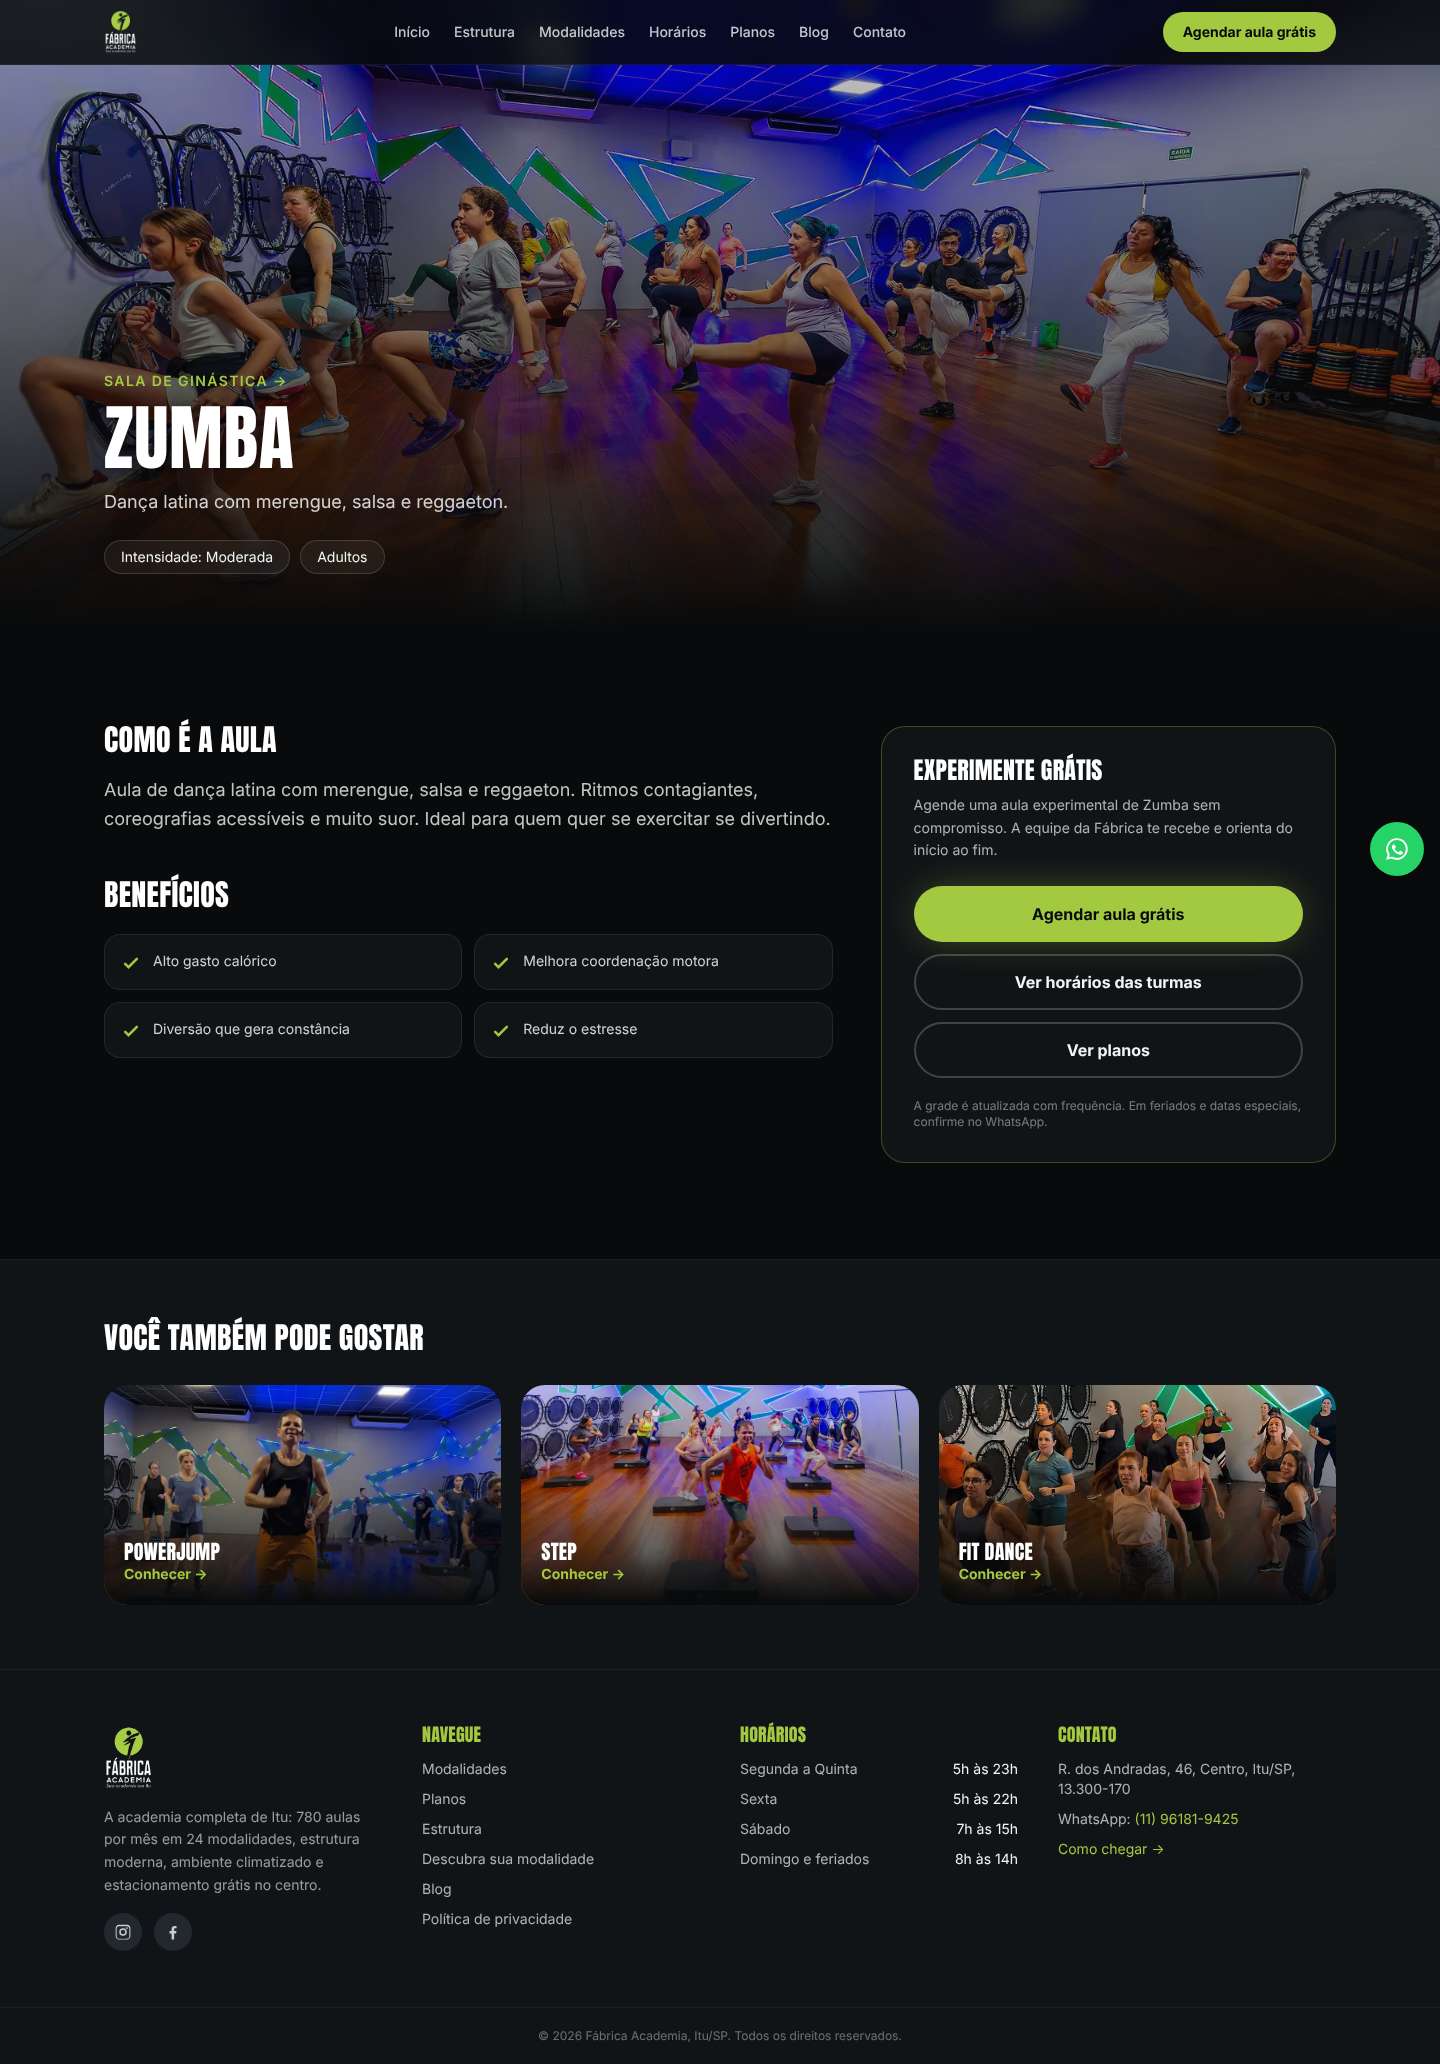 FÁBRICA
ACADEMIA
Início
Estrutura
Modalidades
Horários
Planos
Blog
Contato
Agendar aula grátis
SAÍDA
SALA DE GINÁSTICA →
ZUMBA
Dança latina com merengue, salsa e reggaeton.
Intensidade: Moderada
Adultos
COMO É A AULA
Aula de dança latina com merengue, salsa e reggaeton. Ritmos contagiantes,
coreografias acessíveis e muito suor. Ideal para quem quer se exercitar se divertindo.
BENEFÍCIOS
Alto gasto calórico
Melhora coordenação motora
Diversão que gera constância
Reduz o estresse
EXPERIMENTE GRÁTIS
Agende uma aula experimental de Zumba sem
compromisso. A equipe da Fábrica te recebe e orienta do
início ao fim.
Agendar aula grátis
Ver horários das turmas
Ver planos
A grade é atualizada com frequência. Em feriados e datas especiais,
confirme no WhatsApp.
VOCÊ TAMBÉM PODE GOSTAR
POWERJUMP
Conhecer →
STEP
Conhecer →
FIT DANCE
Conhecer →
FÁBRICA
ACADEMIA
A academia completa de Itu: 780 aulas
por mês em 24 modalidades, estrutura
moderna, ambiente climatizado e
estacionamento grátis no centro.
NAVEGUE
Modalidades
Planos
Estrutura
Descubra sua modalidade
Blog
Política de privacidade
HORÁRIOS
Segunda a Quinta 5h às 23h
Sexta 5h às 22h
Sábado 7h às 15h
Domingo e feriados 8h às 14h
CONTATO
R. dos Andradas, 46, Centro, Itu/SP,
13.300-170
WhatsApp: (11) 96181-9425
Como chegar →
© 2026 Fábrica Academia, Itu/SP. Todos os direitos reservados.